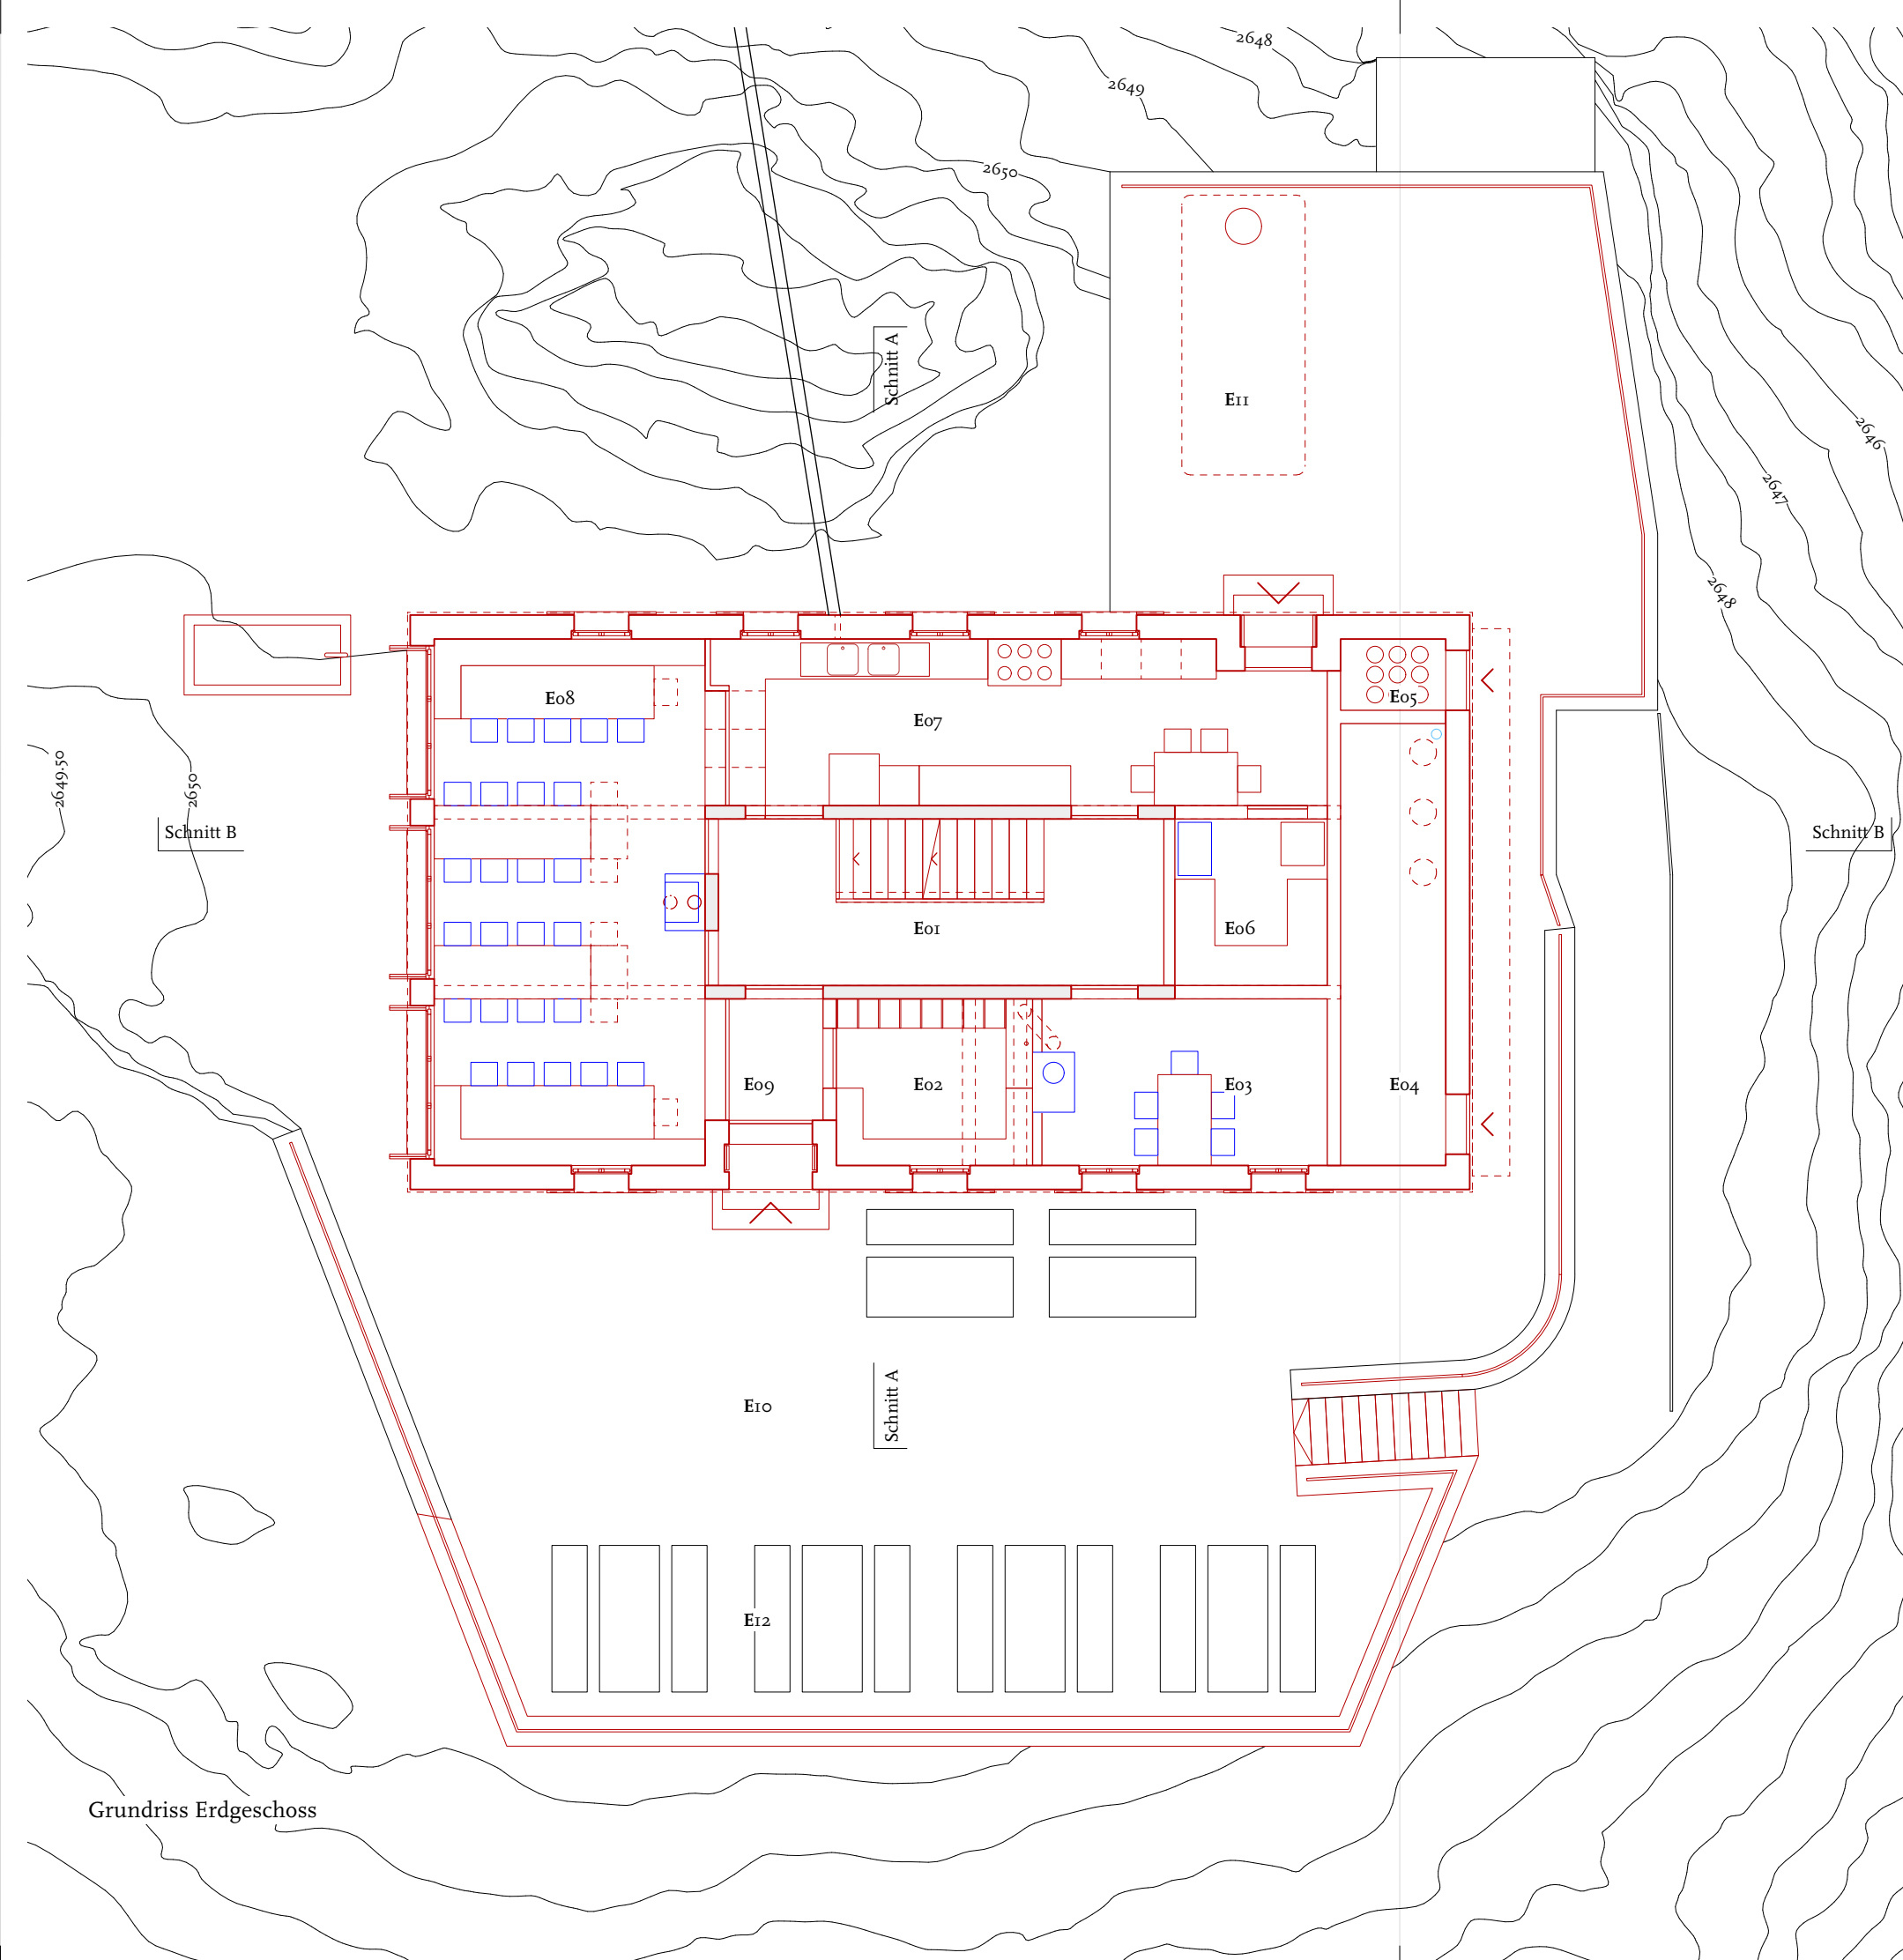 2648
2649
2650
Schnitt A
E11
2646
2647
2648
E08
E05
E07
2649.50
2650
Schnitt B
Schnitt B
E01
E06
E09
E02
E03
E04
E10
Schnitt A
E12
Grundriss Erdgeschoss